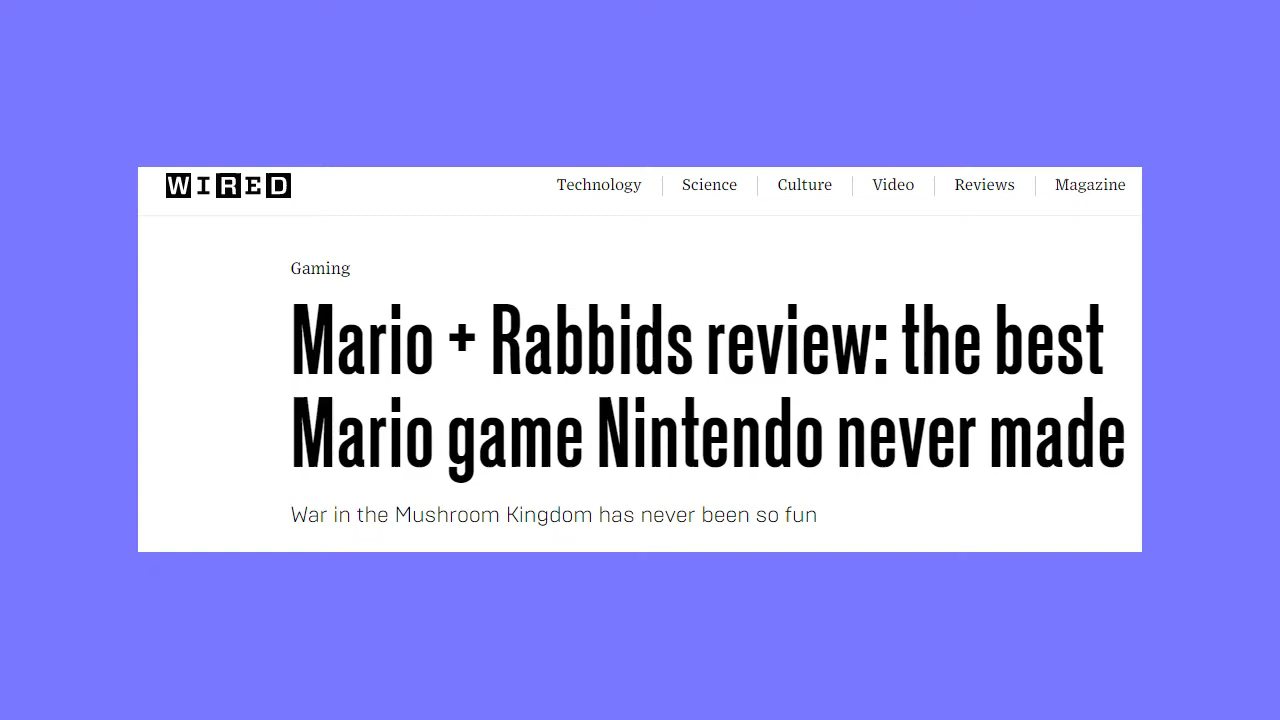 WIRED
Technology Science Culture Video Reviews Magazine
Gaming
Mario + Rabbids review: the best
Mario game Nintendo never made
War in the Mushroom Kingdom has never been so fun